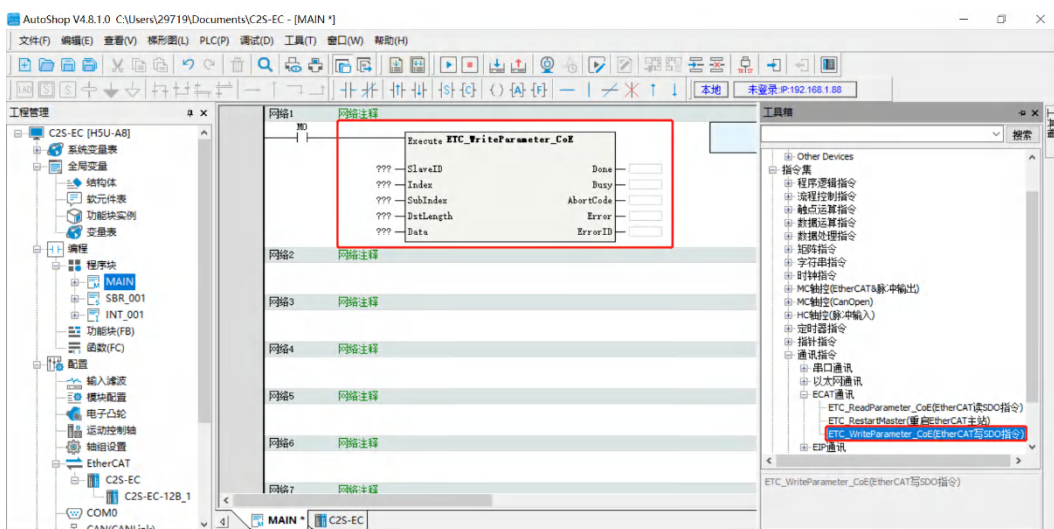 AutoShop V4.8.1.0 C:\Users\29719\Documents\C2S-EC - [MAIN *]
文件(F) 编辑(E) 查看(V) 梯形图(L) PLC(P) 调试(D) 工具(T) 窗口(W) 帮助(H)
本地 未登录:IP:192.168.1.88
工程管理
C2S-EC [H5U-A8]
系统变量表
全局变量
结构体
软元件表
功能块实例
变量表
编程
程序块
MAIN
SBR_001
INT_001
功能块(FB)
函数(FC)
配置
输入滤波
模块配置
电子凸轮
运动控制轴
轴组设置
EtherCAT
C2S-EC
C2S-EC-12B_1
COM0
CAN(CANLink)
网络1 网络注释
M0
Execute ETC_WriteParameter_CoE
??? SlaveID Done
??? Index Busy
??? SubIndex AbortCode
??? DstLength Error
??? Data ErrorID
网络2 网络注释
网络3 网络注释
网络4 网络注释
网络5 网络注释
网络6 网络注释
网络7 网络注释
MAIN * C2S-EC
工具箱
搜索
Other Devices
指令集
程序逻辑指令
流程控制指令
触点运算指令
数据运算指令
数据处理指令
矩阵指令
字符串指令
时钟指令
MC轴控(EtherCAT&脉冲输出)
MC轴控(CanOpen)
HC轴控(脉冲输入)
定时器指令
指针指令
通讯指令
串口通讯
以太网通讯
ECAT通讯
ETC_ReadParameter_CoE(EtherCAT读SDO指令)
ETC_RestartMaster(重启EtherCAT主站)
ETC_WriteParameter_CoE(EtherCAT写SDO指令)
EIP通讯
ETC_WriteParameter_CoE(EtherCAT写SDO指令)